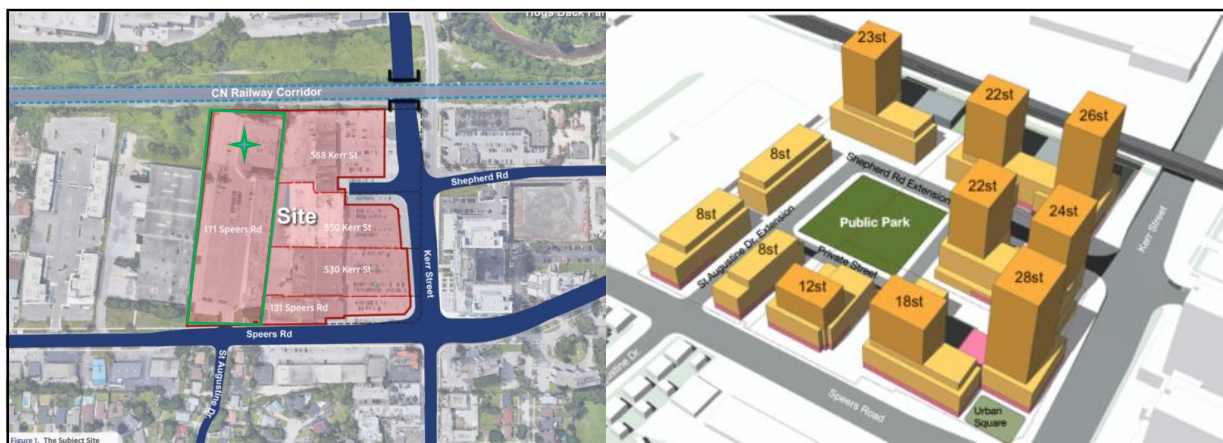 Hogs Back Park
CN Railway Corridor
588 Kerr St
Shepherd Rd
Site
171 Speers Rd
550 Kerr St
530 Kerr St
Kerr Street
131 Speers Rd
Speers Rd
St Augustine Dr.
Figure 1. The Subject Site
23st
22st
26st
8st
Shepherd Rd Extension
22st
8st
Public Park
24st
St Augustine Dr. Extension
Kerr Street
8st
Private Street
28st
12st
18st
Speers Road
Urban
Square